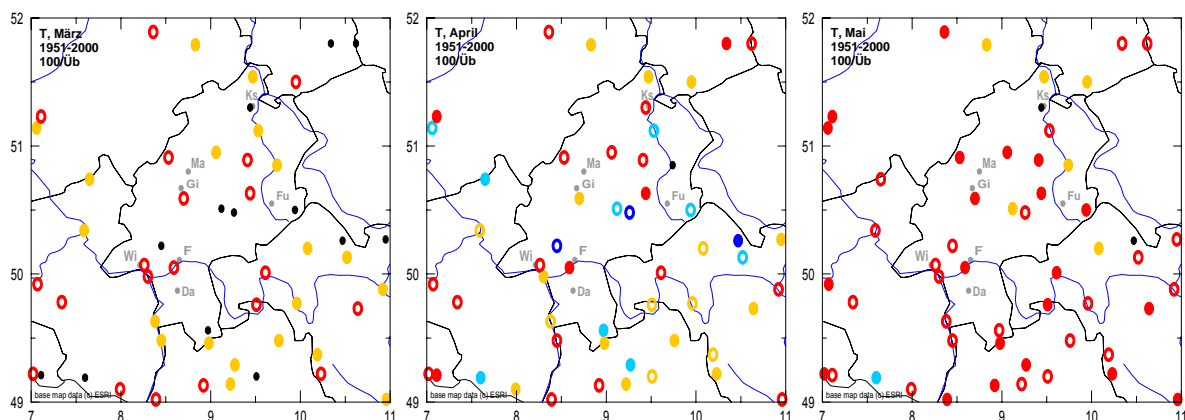 52
51
50
49
7
8
9
10
11
T, März
1951-2000
100/Üb
Ks
Ma
Gi
Fu
Wi
F
Da
base map data (c) ESRI
52
51
50
49
7
8
9
10
11
T, April
1951-2000
100/Üb
Ks
Ma
Gi
Fu
Wi
F
Da
base map data (c) ESRI
52
51
50
49
7
8
9
10
11
T, Mai
1951-2000
100/Üb
Ks
Ma
Gi
Fu
Wi
F
Da
base map data (c) ESRI